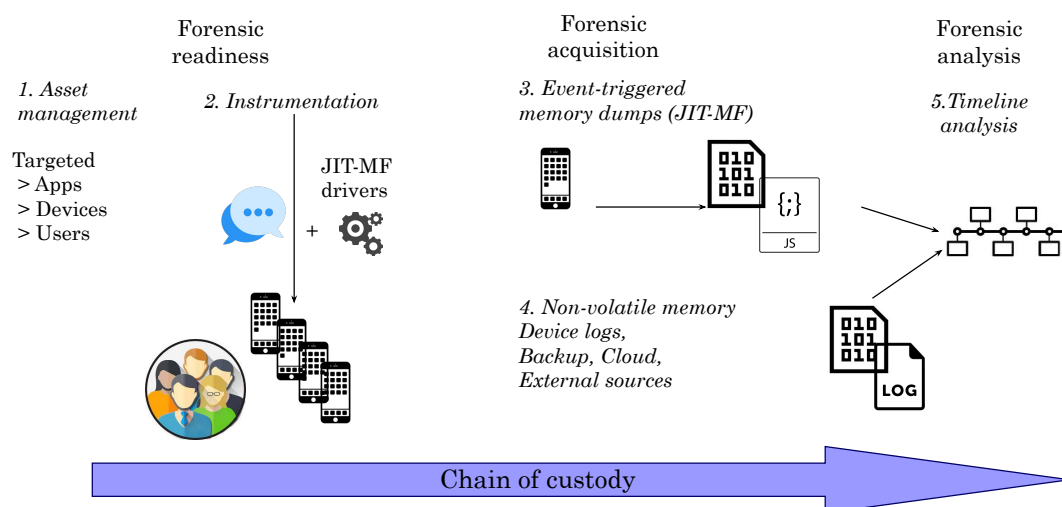 Forensic
readiness
1. Asset
management
2. Instrumentation
Targeted
> Apps
> Devices
> Users
JIT-MF
drivers
+
Forensic
acquisition
3. Event-triggered
memory dumps (JIT-MF)
010
101
010
{;}
JS
4. Non-volatile memory
Device logs,
Backup, Cloud,
External sources
010
101
010
LOG
Forensic
analysis
5.Timeline
analysis
Chain of custody